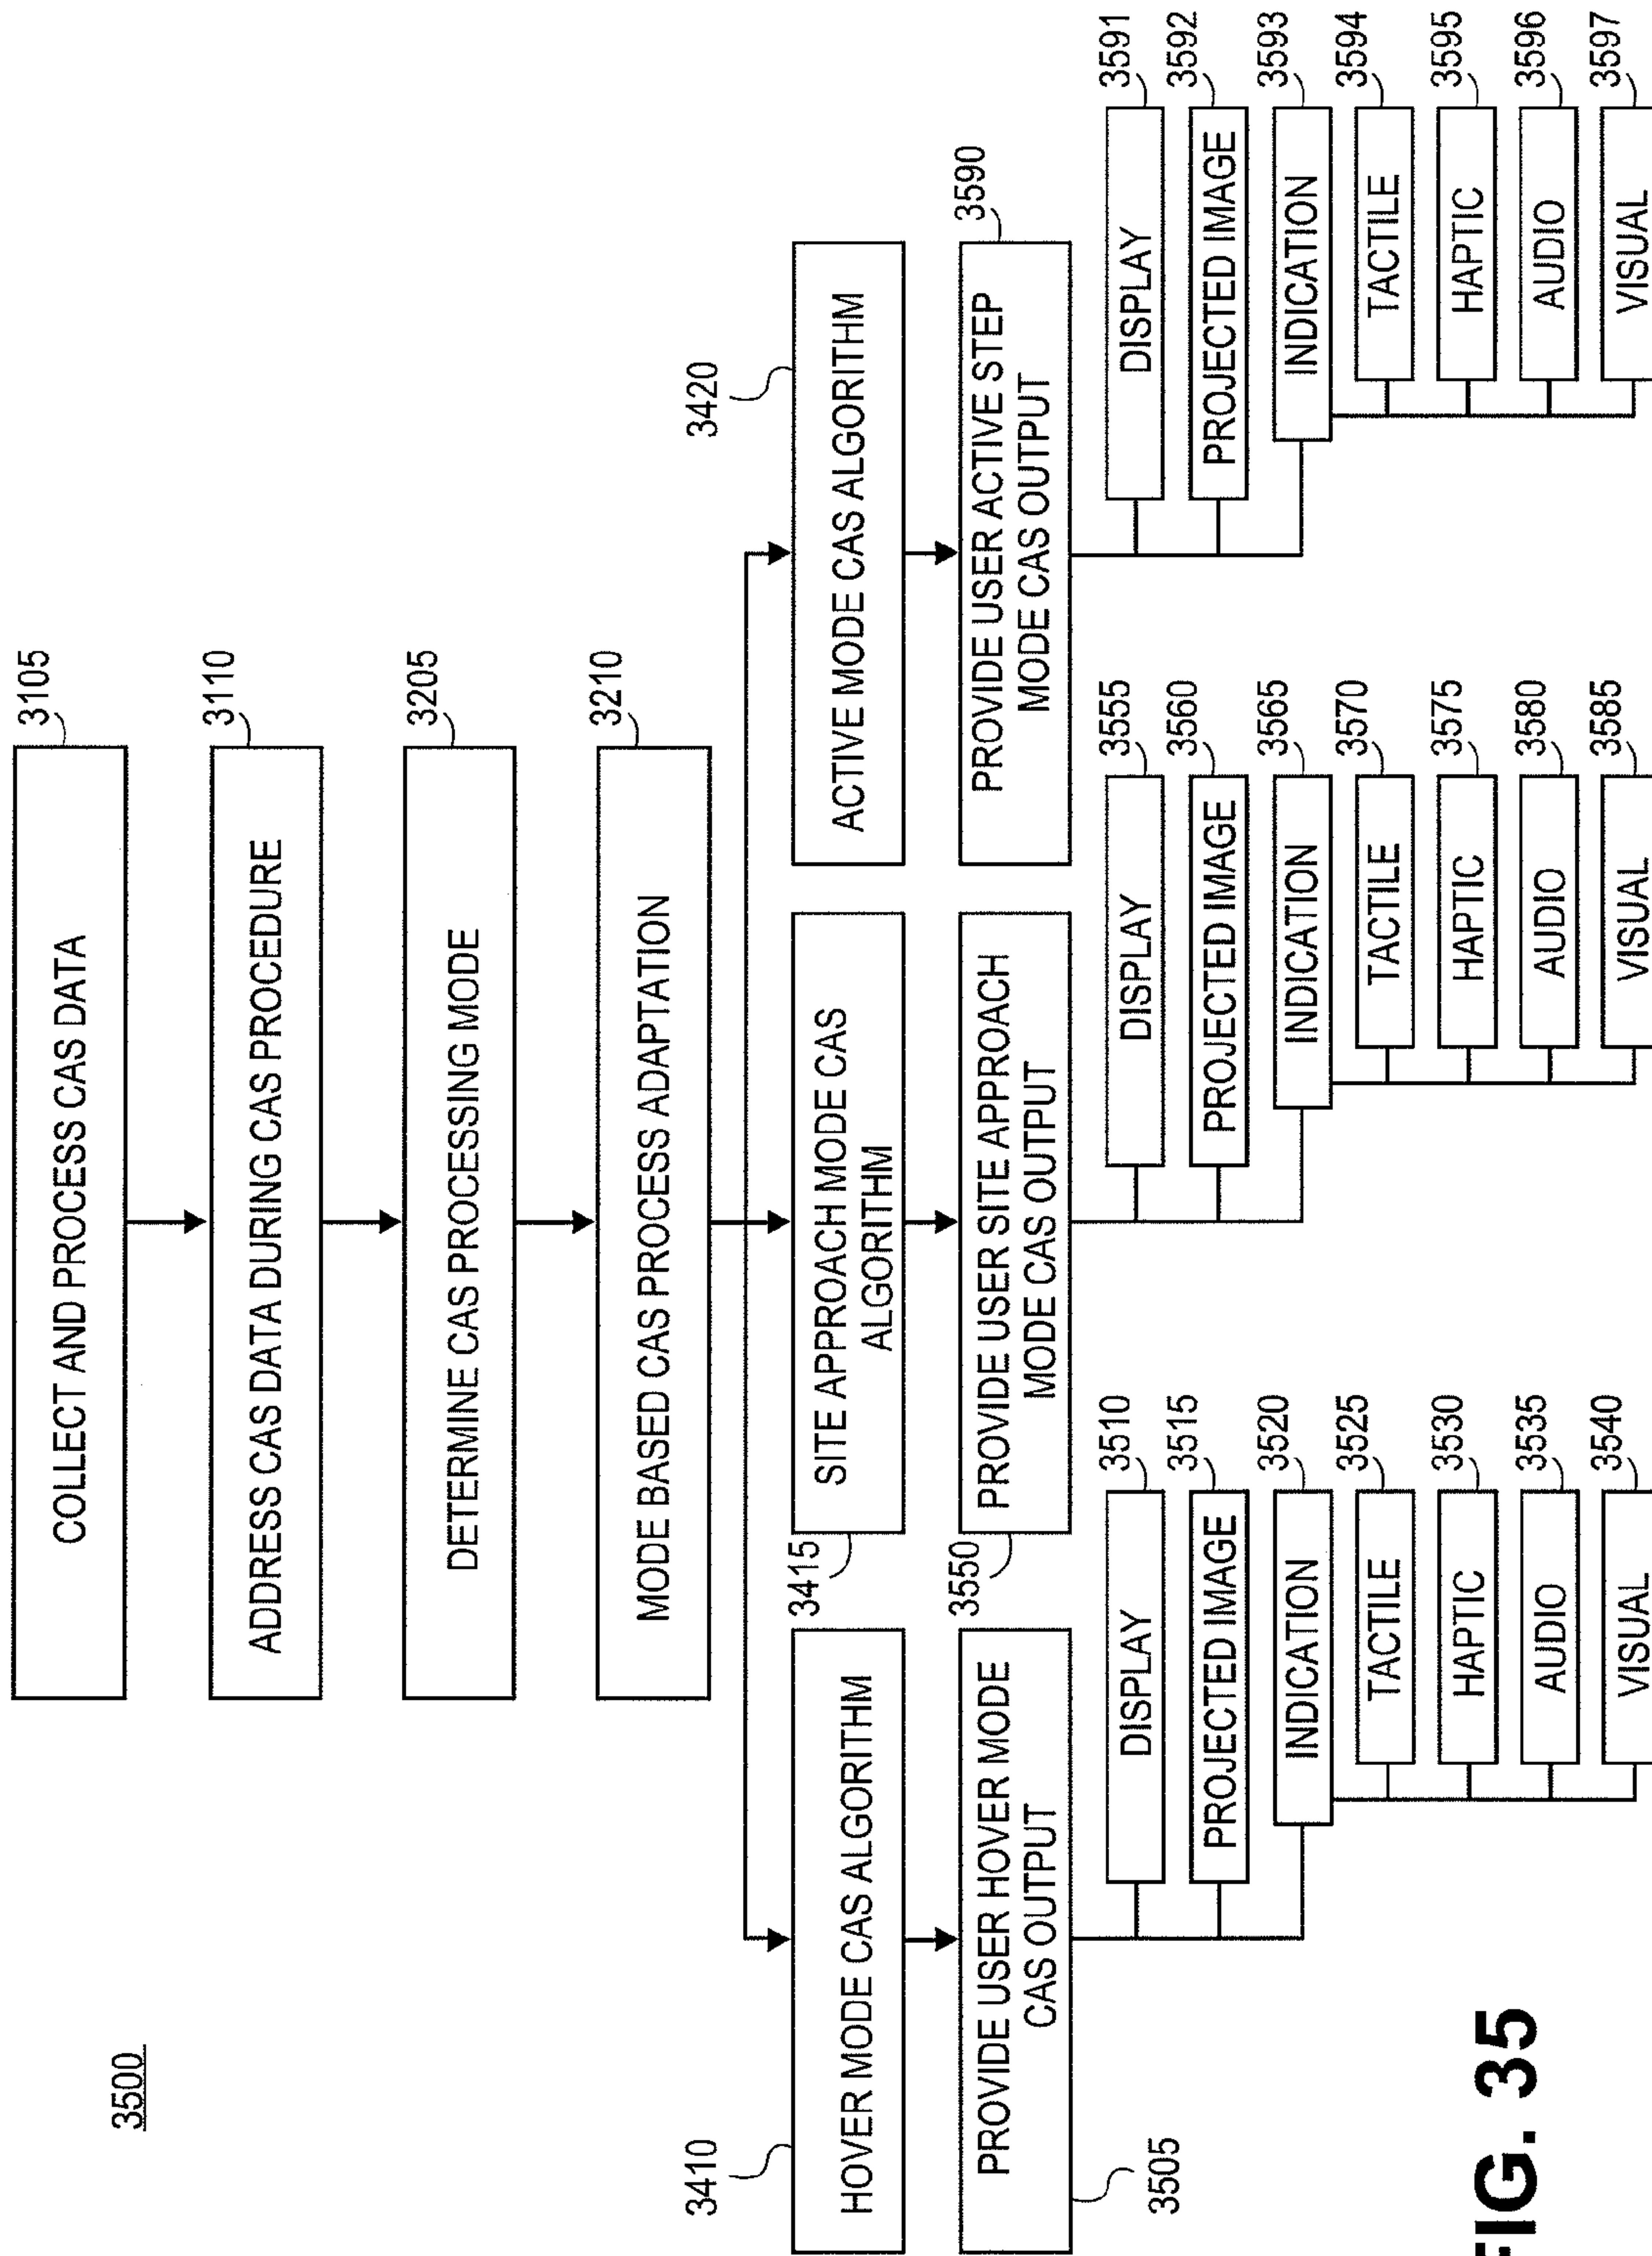 3500
COLLECT AND PROCESS CAS DATA
3105
ADDRESS CAS DATA DURING CAS PROCEDURE
3110
DETERMINE CAS PROCESSING MODE
3205
MODE BASED CAS PROCESS ADAPTATION
3210
3410
HOVER MODE CAS ALGORITHM
3415
SITE APPROACH MODE CAS
ALGORITHM
3420
ACTIVE MODE CAS ALGORITHM
PROVIDE USER HOVER MODE
CAS OUTPUT
3505
3550
PROVIDE USER SITE APPROACH
MODE CAS OUTPUT
PROVIDE USER ACTIVE STEP
MODE CAS OUTPUT
3590
DISPLAY
3510
PROJECTED IMAGE
3515
INDICATION
3520
TACTILE
3525
HAPTIC
3530
AUDIO
3535
VISUAL
3540
DISPLAY
3555
PROJECTED IMAGE
3560
INDICATION
3565
TACTILE
3570
HAPTIC
3575
AUDIO
3580
VISUAL
3585
DISPLAY
3591
PROJECTED IMAGE
3592
INDICATION
3593
TACTILE
3594
HAPTIC
3595
AUDIO
3596
VISUAL
3597
FIG. 35